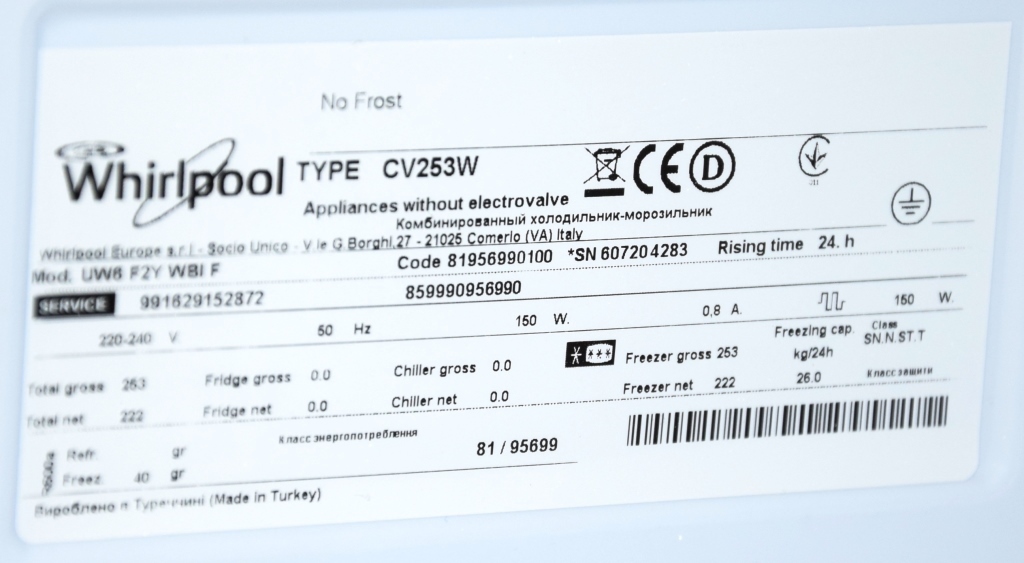 No Frost
Whirlpool TYPE CV253W
Appliances without electrovalve
Комбинированный холодильник-морозильник
Whirlpool Europe s.r.l - Socio Unico - V.le G.Borghi,27 - 21025 Comerio (VA) Italy
Mod. UW6 F2Y WBI F Code 81956990100 *SN 607204283 Rising time 24. h
SERVICE 991629152872 859990956990
220-240 V 50 Hz 150 W. 0,8 A. 150 W.
Total gross 253 Fridge gross 0.0 Chiller gross 0.0 Freezer gross 253 Freezing cap. kg/24h Class SN.N.ST.T
Total net 222 Fridge net 0.0 Chiller net 0.0 Freezer net 222 26.0 Класс защиты
Класс энергопотребления
R600a Refr. gr 81 / 95699
Freez. 40 gr
Вироблено в Туреччині (Made in Turkey)